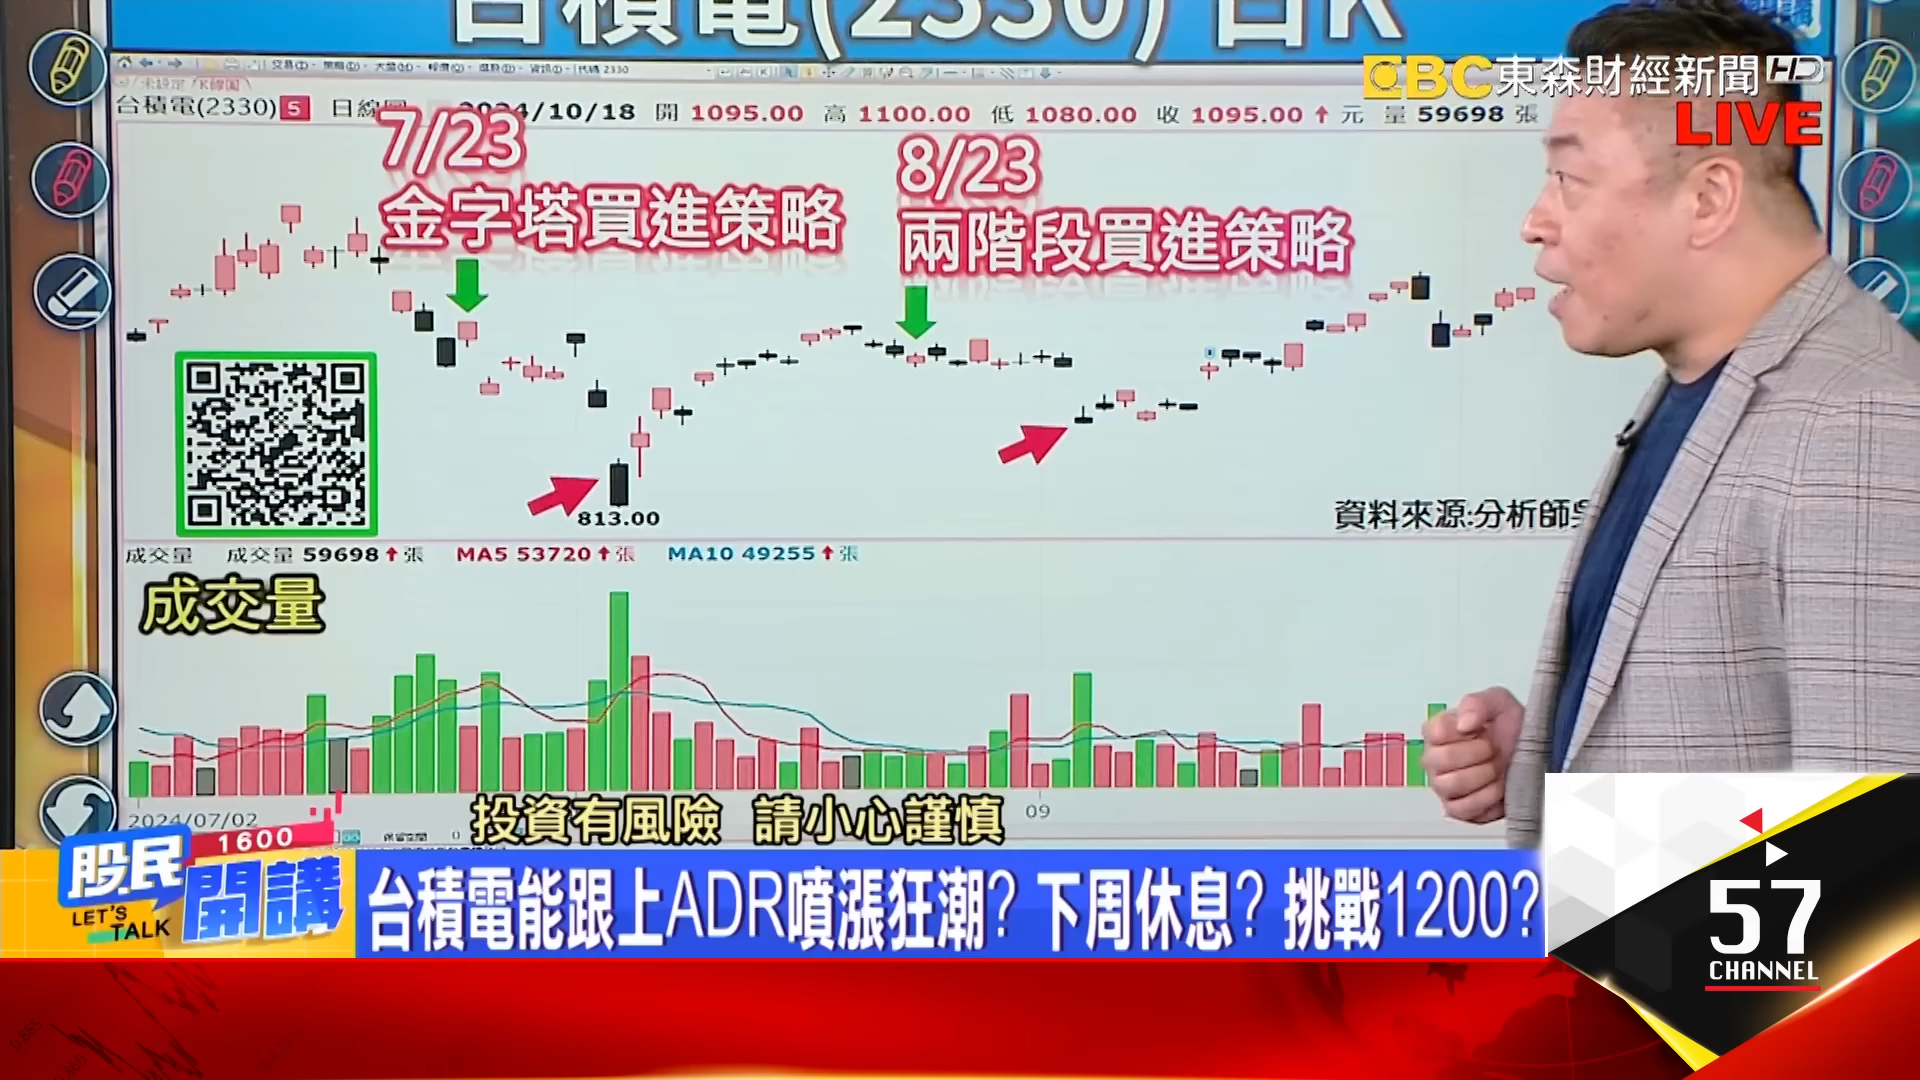 台積電(2330) 日K
EBC東森財經新聞HD
LIVE
台積電(2330) S 日線圖 2024/10/18 開 1095.00 高 1100.00 低 1080.00 收 1095.00 ↑ 元 量 59698 張
7/23
金字塔買進策略
8/23
兩階段買進策略
813.00
資料來源:分析師
成交量 成交量 59698 ↑ 張 MA5 53720 ↑ 張 MA10 49255 ↑ 張
成交量
2024/07/02
09
投資有風險 請小心謹慎
1600
股民
開講
LET'S
TALK
台積電能跟上ADR噴漲狂潮? 下周休息? 挑戰1200?
57
CHANNEL